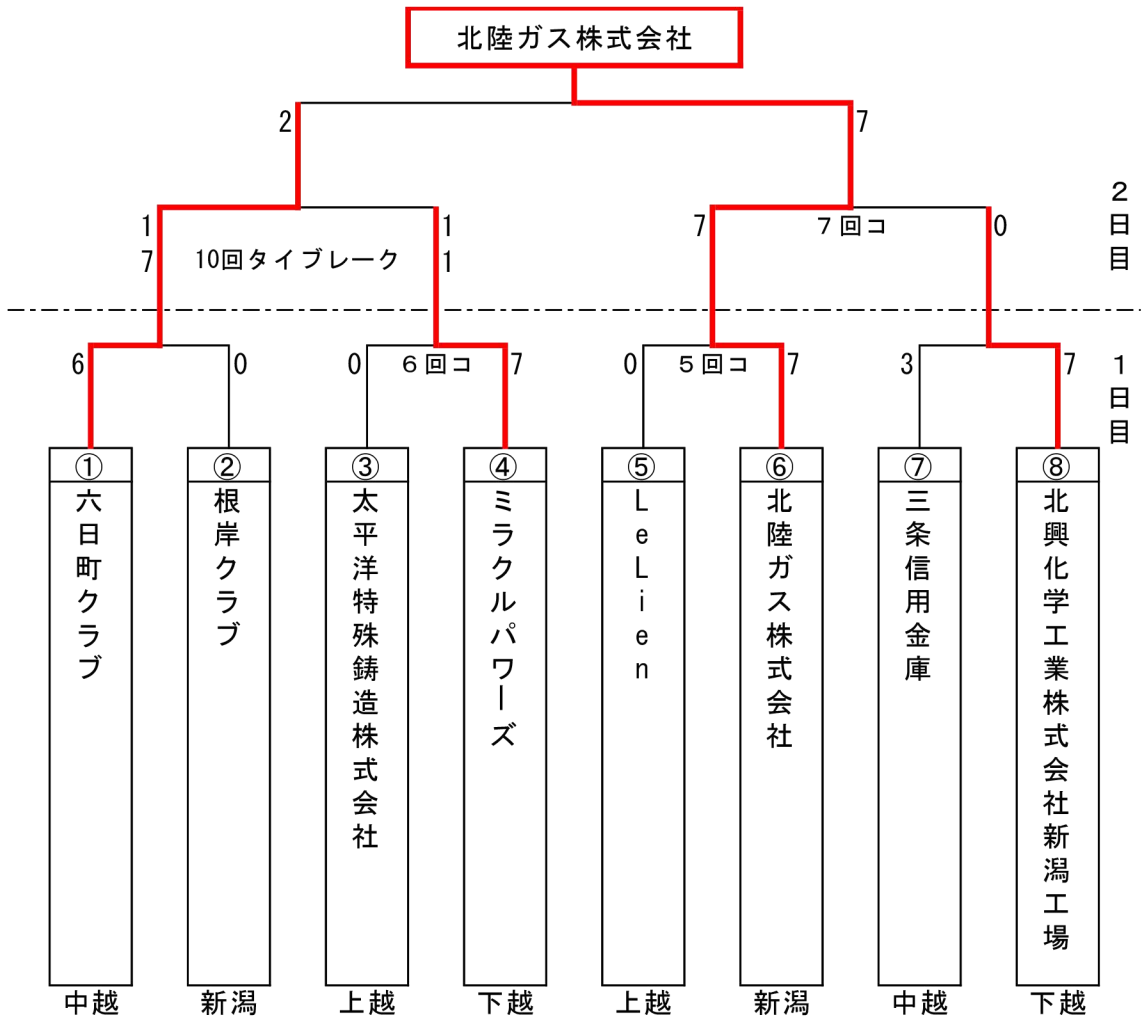 北陸ガス株式会社
2
7
17
11
10回タイブレーク
7
7回コ
0
2日目
6
0
0
6回コ
7
0
5回コ
7
3
7
1日目
①
②
③
④
⑤
⑥
⑦
⑧
六日町クラブ
根岸クラブ
太平洋特殊鋳造株式会社
ミラクルパワーズ
LeLien
北陸ガス株式会社
三条信用金庫
北興化学工業株式会社新潟工場
中越
新潟
上越
下越
上越
新潟
中越
下越